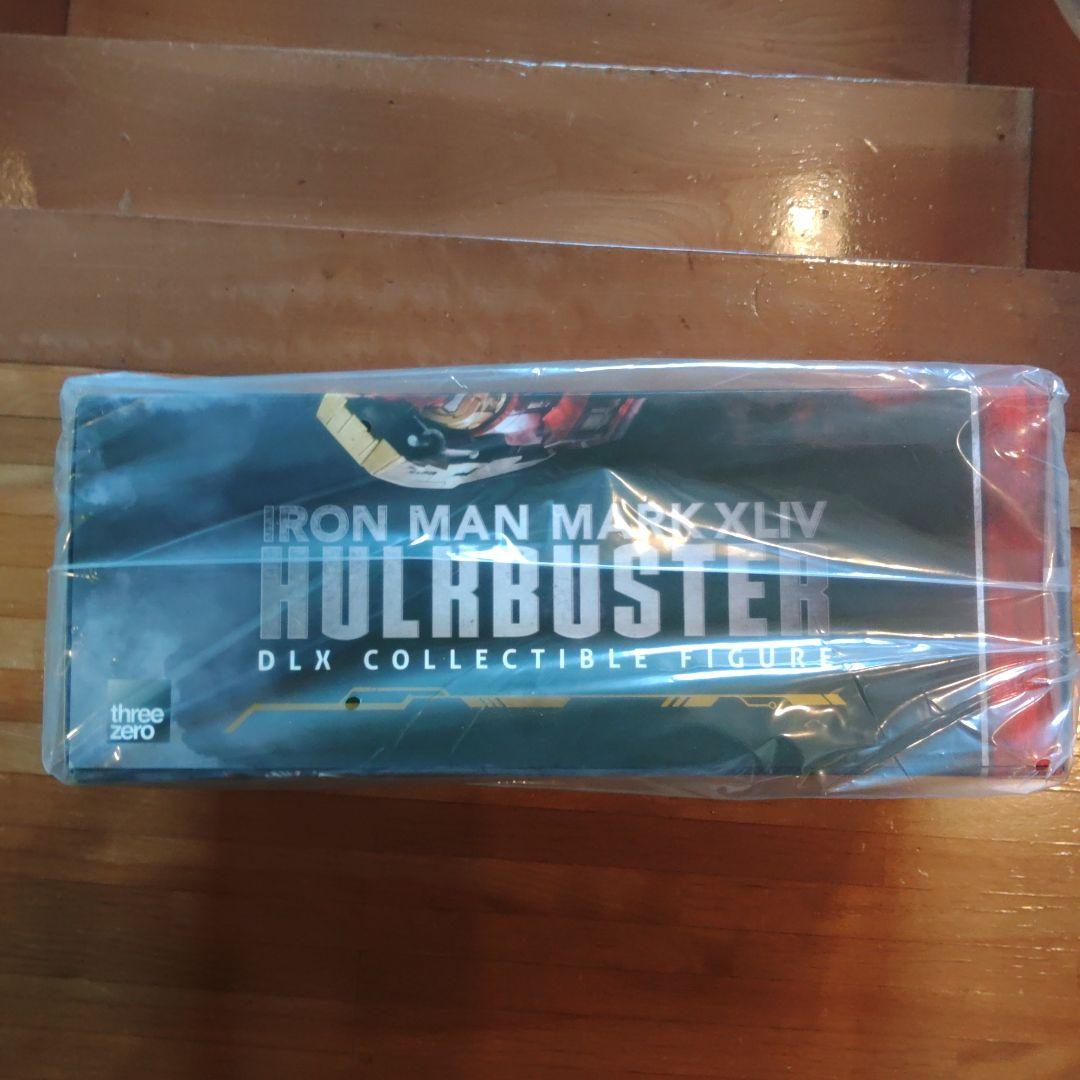 IRON MAN MARK XLIV
HULKBUSTER
DLX COLLECTIBLE FIGURE
three
zero